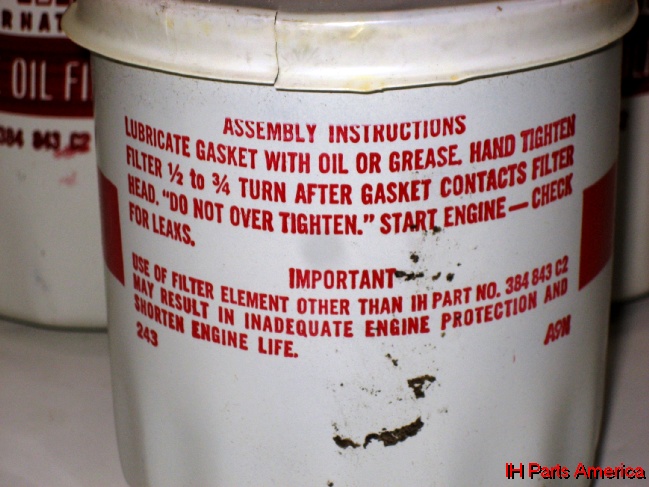 RNAT
OIL FI
384 843 C2
ASSEMBLY INSTRUCTIONS
LUBRICATE GASKET WITH OIL OR GREASE. HAND TIGHTEN
FILTER ½ to ¾ TURN AFTER GASKET CONTACTS FILTER
HEAD. "DO NOT OVER TIGHTEN." START ENGINE — CHECK
FOR LEAKS.
IMPORTANT
USE OF FILTER ELEMENT OTHER THAN IH PART NO. 384 843 C2
MAY RESULT IN INADEQUATE ENGINE PROTECTION AND
SHORTEN ENGINE LIFE.
243
IH Parts America